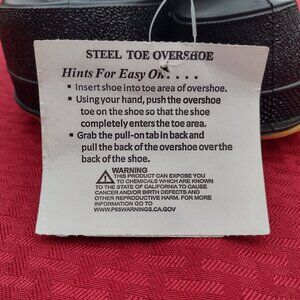 STEEL TOE OVERSHOE
Hints For Easy On. . . .
▪ Insert shoe into toe area of overshoe.
▪ Using your hand, push the overshoe
toe on the shoe so that the shoe
completely enters the toe area.
▪ Grab the pull-on tab in back and
pull the back of the overshoe over the
back of the shoe.
WARNING
THIS PRODUCT CAN EXPOSE YOU
TO CHEMICALS WHICH ARE KNOWN
TO THE STATE OF CALIFORNIA TO CAUSE
CANCER AND/OR BIRTH DEFECTS AND
OTHER REPRODUCTIVE HARM. FOR MORE
INFORMATION GO TO
WWW.P65WARNINGS.CA.GOV